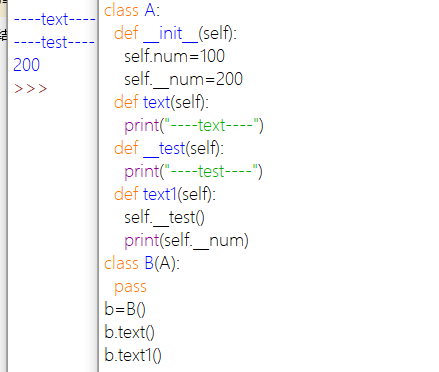 ----text----
----test----
200
>>>
class A:
  def __init__(self):
    self.num=100
    self.__num=200
  def text(self):
    print("----text----")
  def __test(self):
    print("----test----")
  def text1(self):
    self.__test()
    print(self.__num)
class B(A):
  pass
b=B()
b.text()
b.text1()